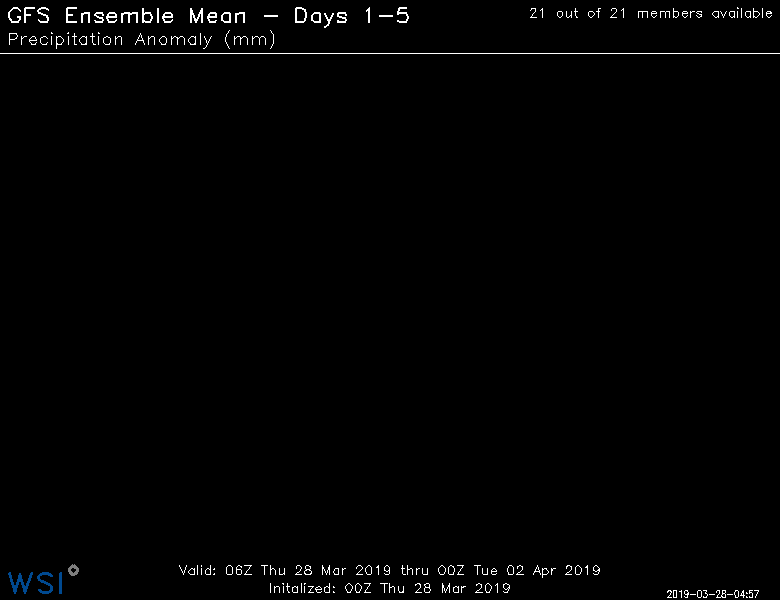 GFS Ensemble Mean - Days 1-5
21 out of 21 members available
Precipitation Anomaly (mm)
Valid: 06Z Thu 28 Mar 2019 thru 00Z Tue 02 Apr 2019
WSI
Initalized: 00Z Thu 28 Mar 2019
2019-03-28-04:57